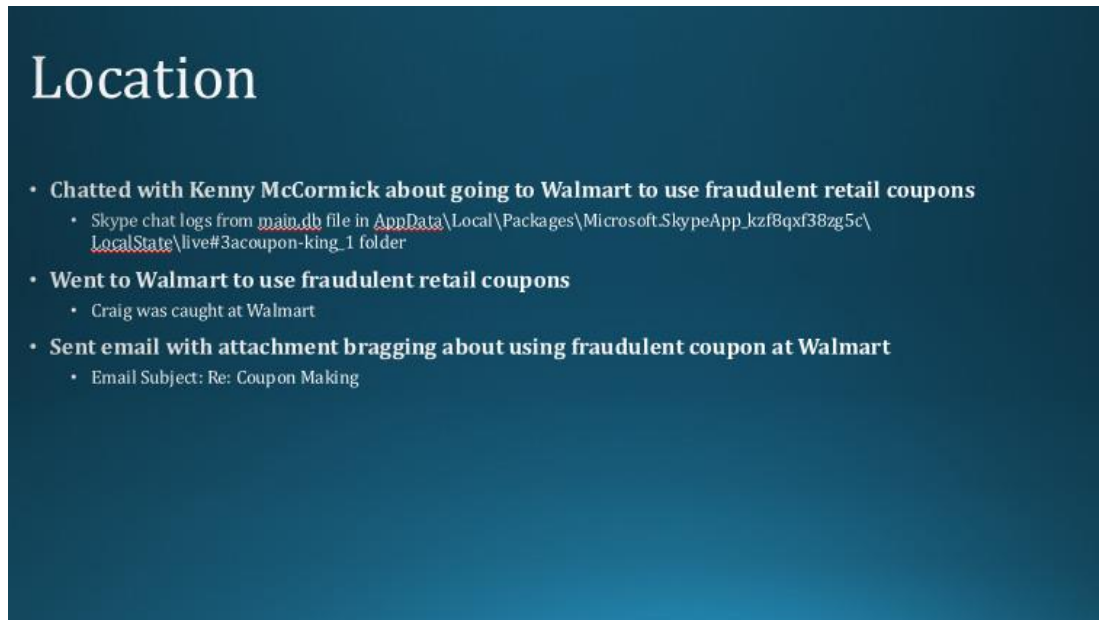 Location
• Chatted with Kenny McCormick about going to Walmart to use fraudulent retail coupons
• Skype chat logs from main.db file in AppData\Local\Packages\Microsoft.SkypeApp_kzf8qxf38zg5c\
LocalState\live#3acoupon-king_1 folder
• Went to Walmart to use fraudulent retail coupons
• Craig was caught at Walmart
• Sent email with attachment bragging about using fraudulent coupon at Walmart
• Email Subject: Re: Coupon Making